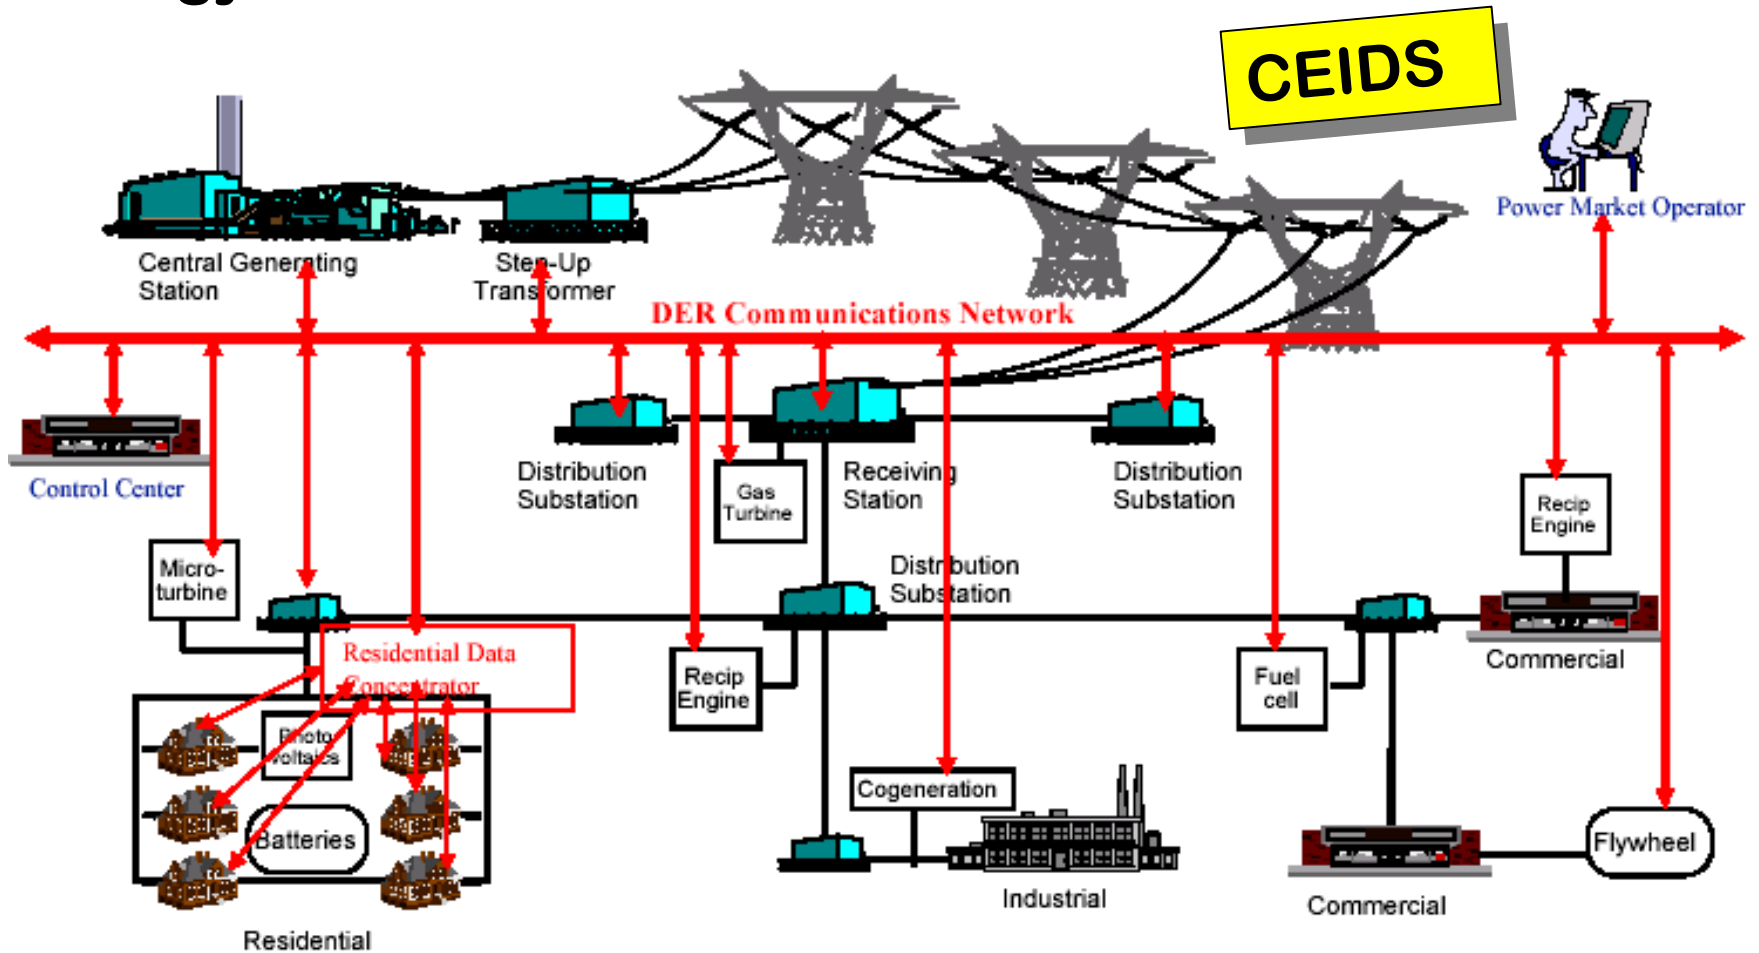 CEIDS
Power Market Operator
Central Generating
Station
Step-Up
Transformer
DER Communications Network
Control Center
Distribution
Substation
Gas
Turbine
Receiving
Station
Distribution
Substation
Recip
Engine
Micro-
turbine
Distribution
Substation
Residential Data
Concentrator
Recip
Engine
Fuel
cell
Commercial
Photo
voltaics
Batteries
Cogeneration
Flywheel
Industrial
Commercial
Residential